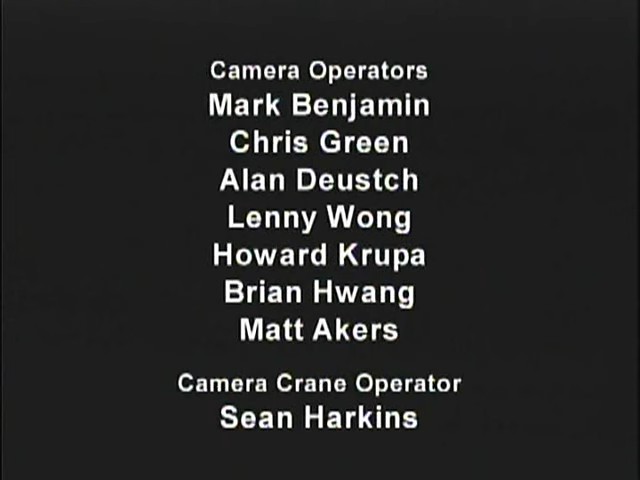 Camera Operators
Mark Benjamin
Chris Green
Alan Deustch
Lenny Wong
Howard Krupa
Brian Hwang
Matt Akers
Camera Crane Operator
Sean Harkins